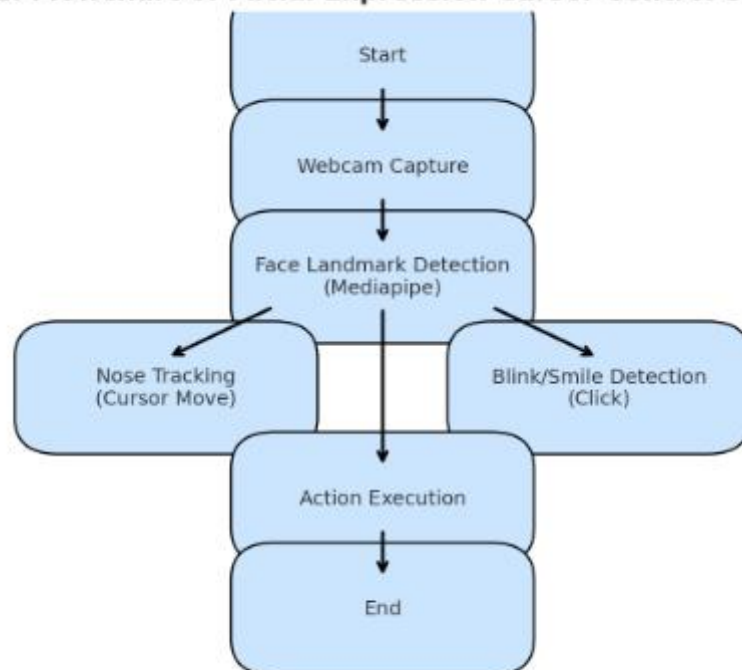 Start
Webcam Capture
Face Landmark Detection
(Mediapipe)
Nose Tracking
(Cursor Move)
Blink/Smile Detection
(Click)
Action Execution
End